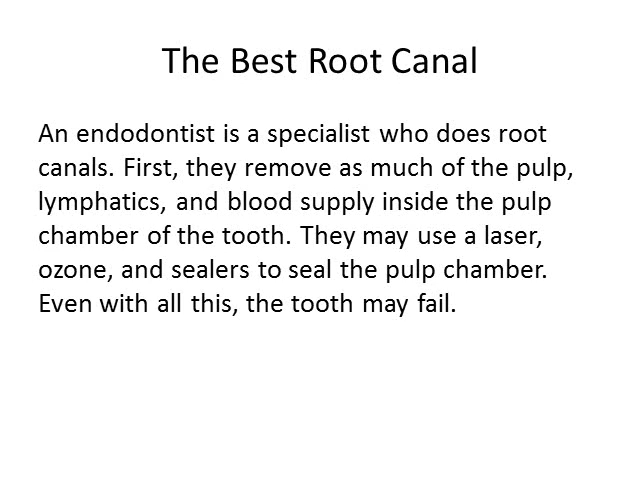 The Best Root Canal
An endodontist is a specialist who does root
canals. First, they remove as much of the pulp,
lymphatics, and blood supply inside the pulp
chamber of the tooth. They may use a laser,
ozone, and sealers to seal the pulp chamber.
Even with all this, the tooth may fail.